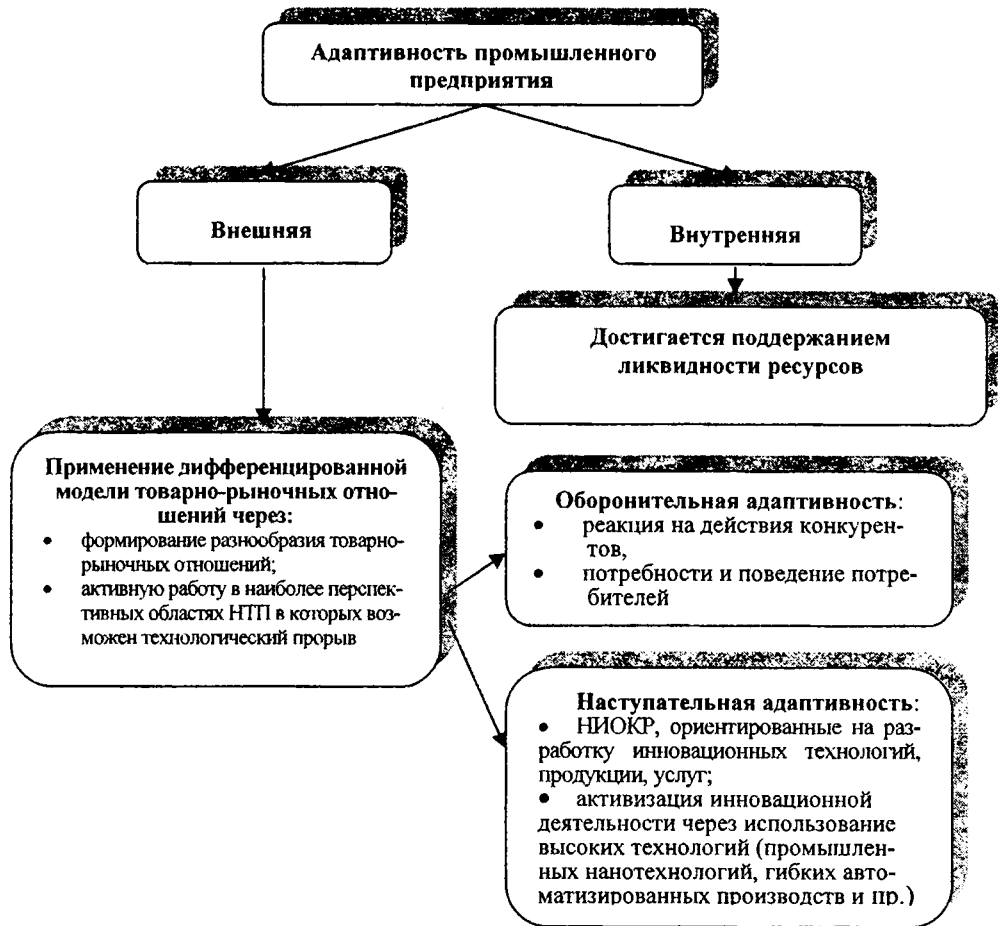 Адаптивность промышленного
предприятия
Внешняя
Внутренняя
Достигается поддержанием
ликвидности ресурсов
Применение дифференцированной
модели товарно-рыночных отно-
шений через:
• формирование разнообразия товарно-
рыночных отношений;
• активную работу в наиболее перспек-
тивных областях НТП в которых воз-
можен технологический прорыв
Оборонительная адаптивность:
• реакция на действия конкурен-
тов,
• потребности и поведение потре-
бителей
Наступательная адаптивность:
• НИОКР, ориентированные на раз-
работку инновационных технологий,
продукции, услуг;
• активизация инновационной
деятельности через использование
высоких технологий (промышлен-
ных нанотехнологий, гибких авто-
матизированных производств и пр.)